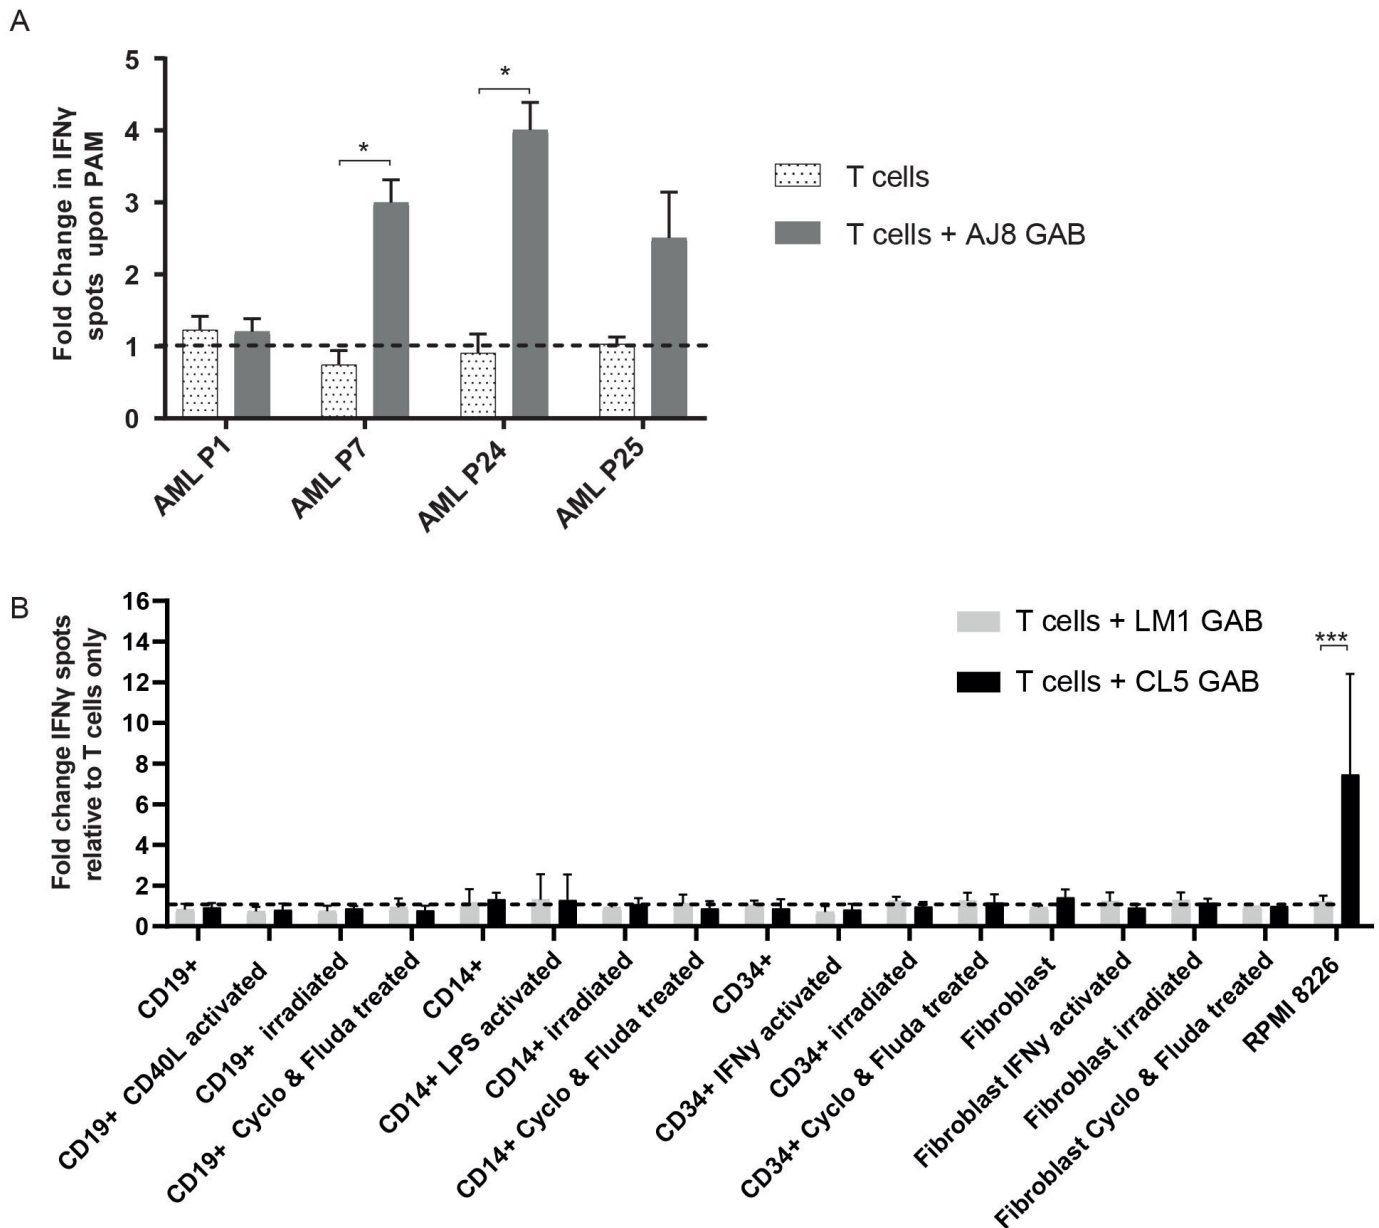 A
Fold Change in IFNγ
spots upon PAM
5
4
3
2
1
0
*
*
T cells
T cells + AJ8 GAB
AML P1
AML P7
AML P24
AML P25
B
Fold change IFNγ spots
relative to T cells only
16
14
12
10
8
6
4
2
0
T cells + LM1 GAB
T cells + CL5 GAB
***
CD19+
CD19+ CD40L activated
CD19+ irradiated
CD19+ Cyclo & Fluda treated
CD14+
CD14+ LPS activated
CD14+ irradiated
CD14+ Cyclo & Fluda treated
CD34+
CD34+ IFNγ activated
CD34+ irradiated
CD34+ Cyclo & Fluda treated
Fibroblast
Fibroblast IFNγ activated
Fibroblast irradiated
Fibroblast Cyclo & Fluda treated
RPMI 8226